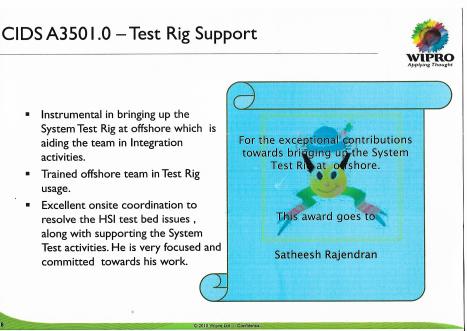 CIDS A3501.0 – Test Rig Support
WIPRO
Applying Thought
Instrumental in bringing up the
System Test Rig at offshore which is
aiding the team in Integration
activities.
Trained offshore team in Test Rig
usage.
Excellent onsite coordination to
resolve the HSI test bed issues ,
along with supporting the System
Test activities. He is very focused and
committed towards his work.
For the exceptional contributions
towards bringing up the System
Test Rig at offshore.
This award goes to
Satheesh Rajendran
© 2010 Wipro Ltd - Confidential